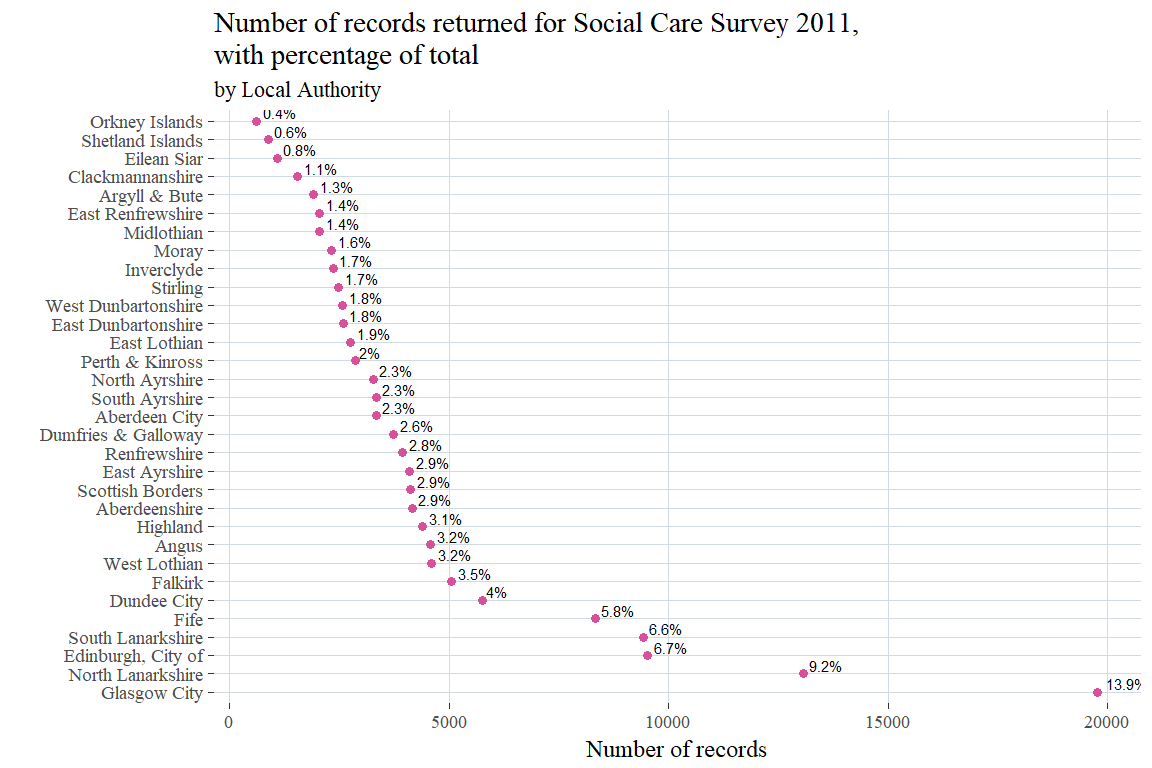 Number of records returned for Social Care Survey 2011,
with percentage of total
by Local Authority
Orkney Islands 0.4%
Shetland Islands 0.6%
Eilean Siar 0.8%
Clackmannanshire 1.1%
Argyll & Bute 1.3%
East Renfrewshire 1.4%
Midlothian 1.4%
Moray 1.6%
Inverclyde 1.7%
Stirling 1.7%
West Dunbartonshire 1.8%
East Dunbartonshire 1.8%
East Lothian 1.9%
Perth & Kinross 2%
North Ayrshire 2.3%
South Ayrshire 2.3%
Aberdeen City 2.3%
Dumfries & Galloway 2.6%
Renfrewshire 2.8%
East Ayrshire 2.9%
Scottish Borders 2.9%
Aberdeenshire 2.9%
Highland 3.1%
Angus 3.2%
West Lothian 3.2%
Falkirk 3.5%
Dundee City 4%
Fife 5.8%
South Lanarkshire 6.6%
Edinburgh, City of 6.7%
North Lanarkshire 9.2%
Glasgow City 13.9%
0 5000 10000 15000 20000
Number of records